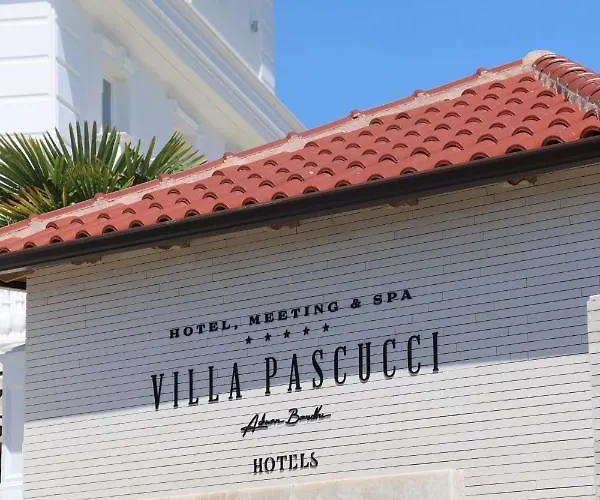 HOTEL, MEETING & SPA
★★★★★
VILLA PASCUCCI
HOTELS